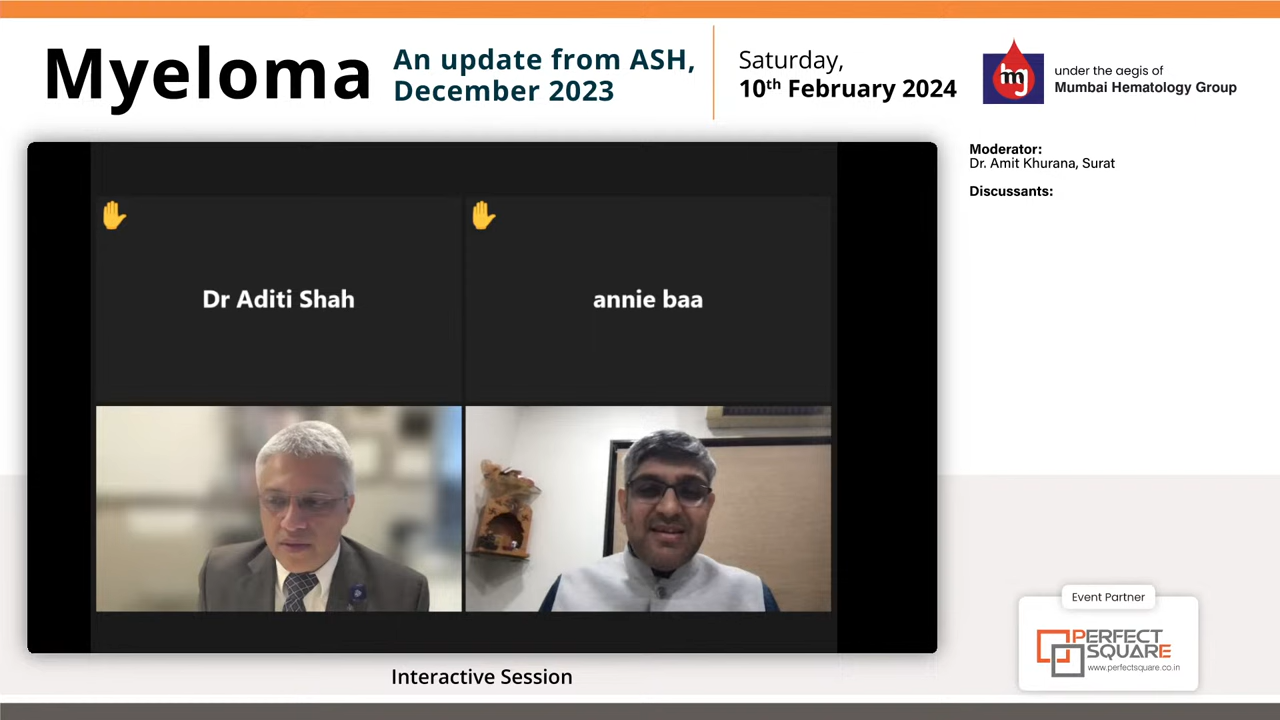 Myeloma
An update from ASH,
December 2023
Saturday,
10th February 2024
mg
under the aegis of
Mumbai Hematology Group
Moderator:
Dr. Amit Khurana, Surat
Discussants:
Dr Aditi Shah
annie baa
Interactive Session
Event Partner
PERFECT
SQUARE
www.perfectsquare.co.in